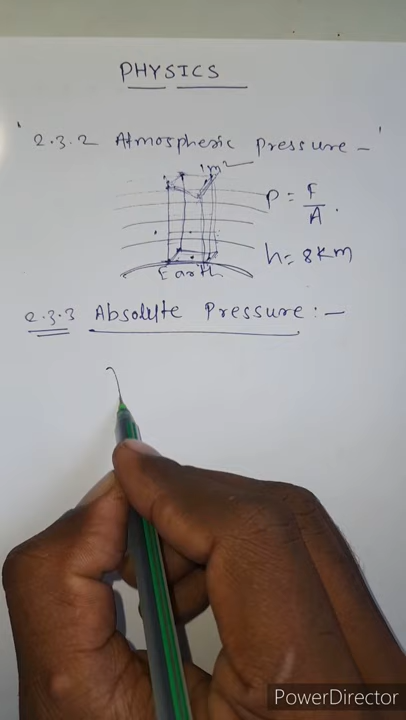 PHYSICS
2.3.2 Atmospheric Pressure -
1m²
P = F/A.
h = 8km
Earth
2.3.3 Absolute Pressure :-
PowerDirector